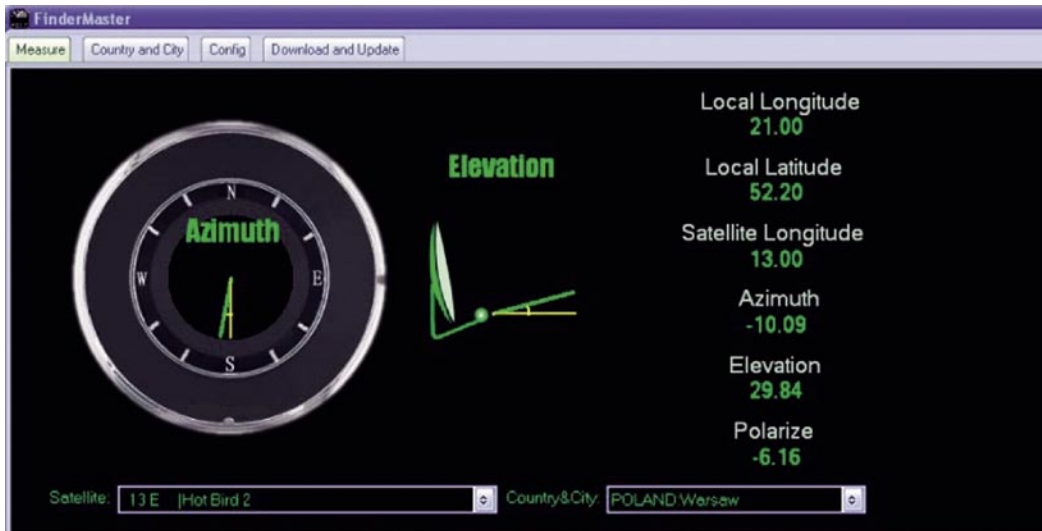 FinderMaster
Measure Country and City Config Download and Update
N
W
E
S
Azimuth
Elevation
Local Longitude
21.00
Local Latitude
52.20
Satellite Longitude
13.00
Azimuth
-10.09
Elevation
29.84
Polarize
-6.16
Satellite: 13 E |Hot Bird 2 Country&City: POLAND:Warsaw